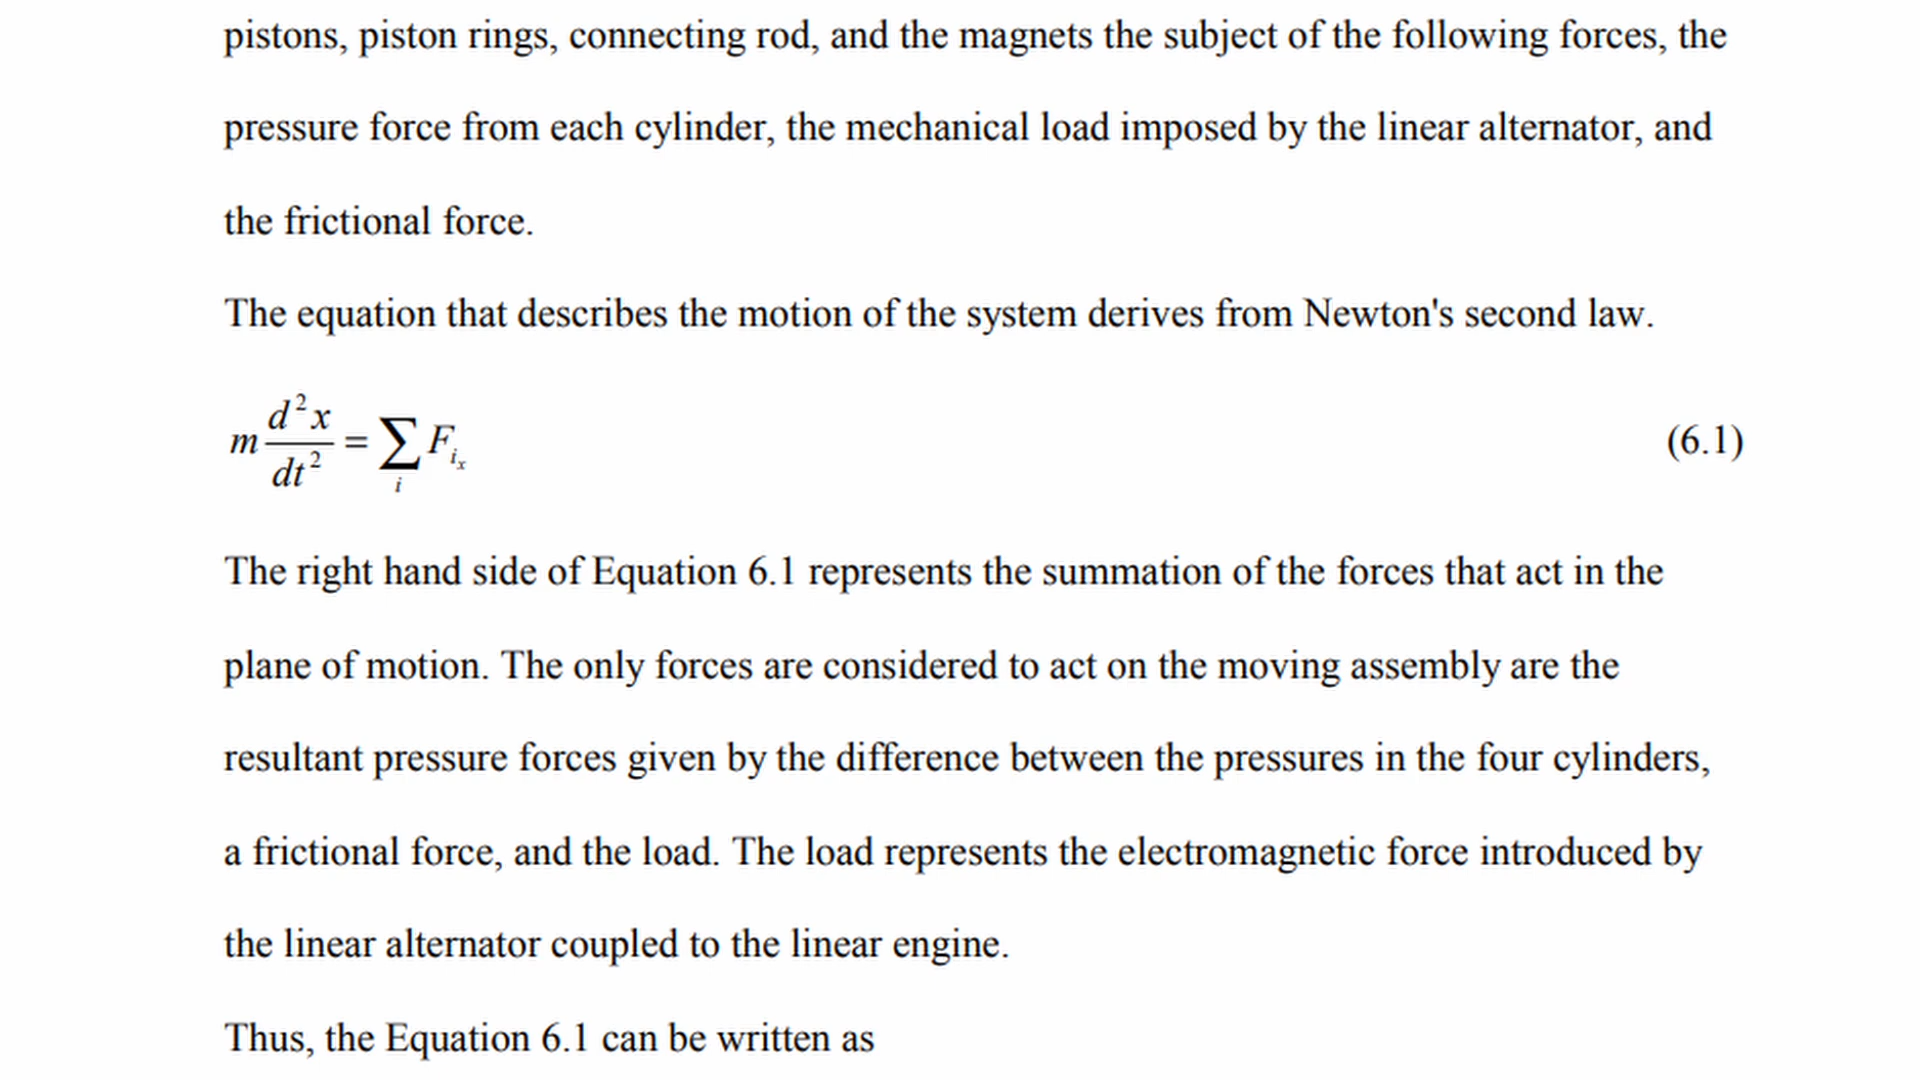 pistons, piston rings, connecting rod, and the magnets the subject of the following forces, the
pressure force from each cylinder, the mechanical load imposed by the linear alternator, and
the frictional force.
The equation that describes the motion of the system derives from Newton's second law.
m d²x/dt² = ∑_i F_{i_x} (6.1)
The right hand side of Equation 6.1 represents the summation of the forces that act in the
plane of motion. The only forces are considered to act on the moving assembly are the
resultant pressure forces given by the difference between the pressures in the four cylinders,
a frictional force, and the load. The load represents the electromagnetic force introduced by
the linear alternator coupled to the linear engine.
Thus, the Equation 6.1 can be written as